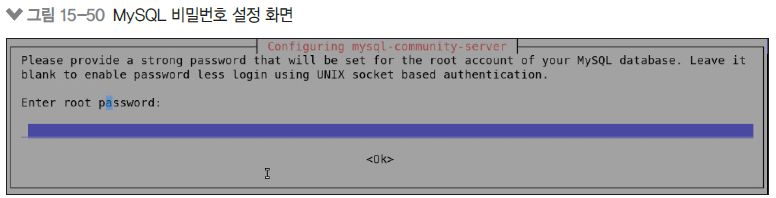 그림 15-50 MySQL 비밀번호 설정 화면
Configuring mysql-community-server
Please provide a strong password that will be set for the root account of your MySQL database. Leave it
blank to enable password less login using UNIX socket based authentication.
Enter root password:
<Ok>